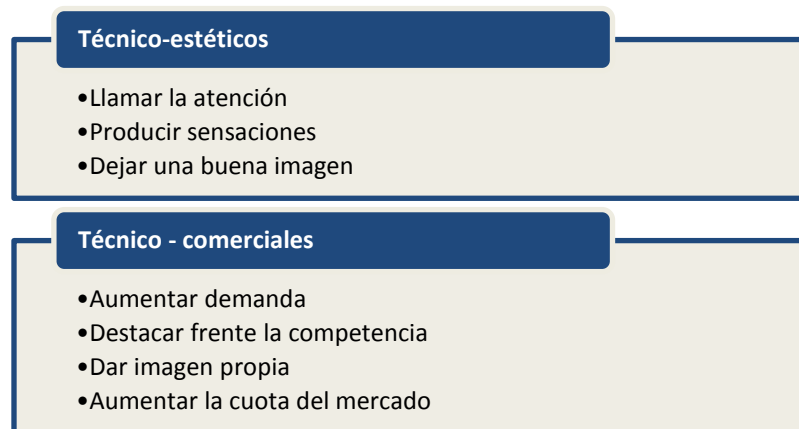 Técnico-estéticos
•Llamar la atención
•Producir sensaciones
•Dejar una buena imagen
Técnico - comerciales
•Aumentar demanda
•Destacar frente la competencia
•Dar imagen propia
•Aumentar la cuota del mercado